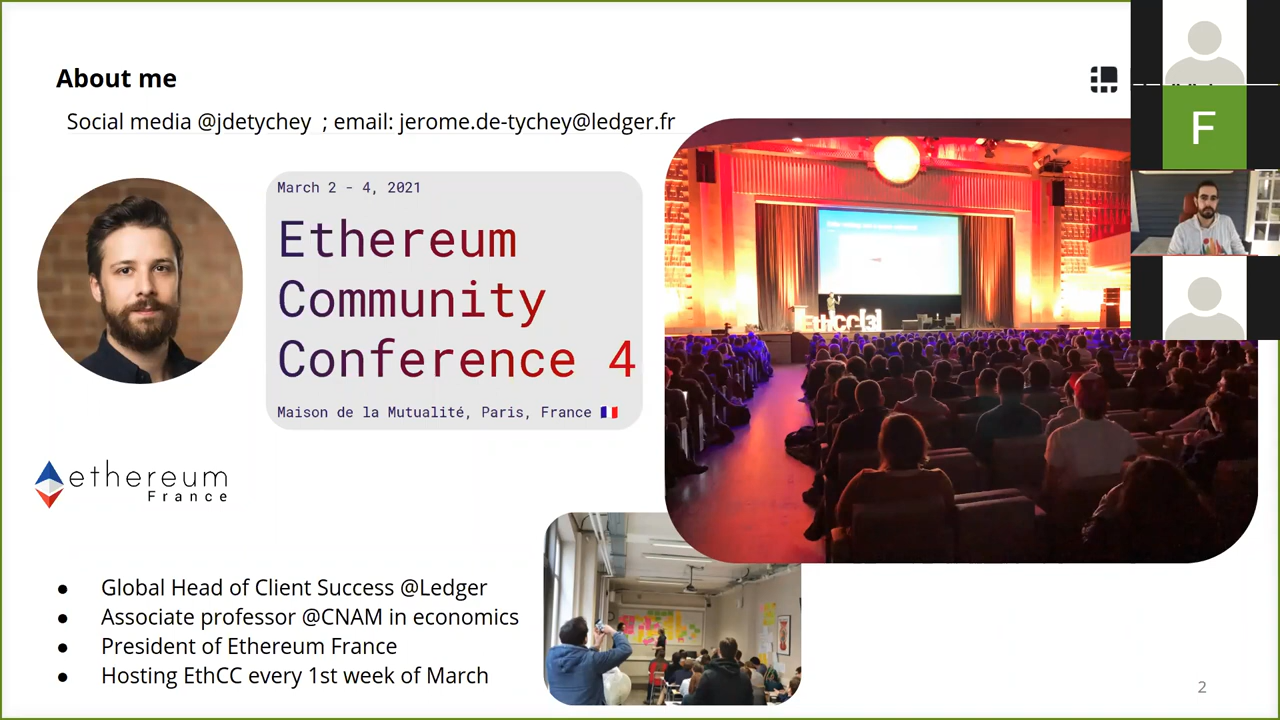 About me
Social media @jdetychey ; email: jerome.de-tychey@ledger.fr
March 2 - 4, 2021
Ethereum
Community
Conference 4
Maison de la Mutualité, Paris, France
ethereum
France
● Global Head of Client Success @Ledger
● Associate professor @CNAM in economics
● President of Ethereum France
● Hosting EthCC every 1st week of March
EthCC[3]
F
2